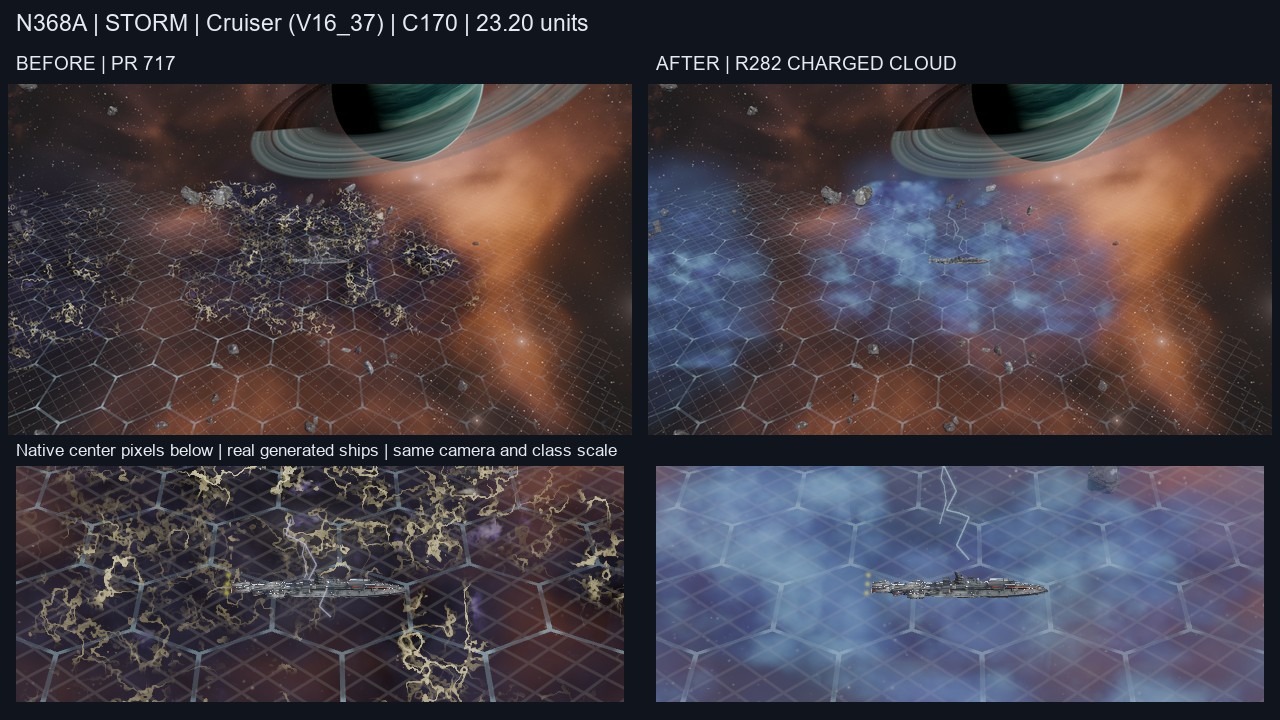 N368A | STORM | Cruiser (V16_37) | C170 | 23.20 units
BEFORE | PR 717
AFTER | R282 CHARGED CLOUD
Native center pixels below | real generated ships | same camera and class scale